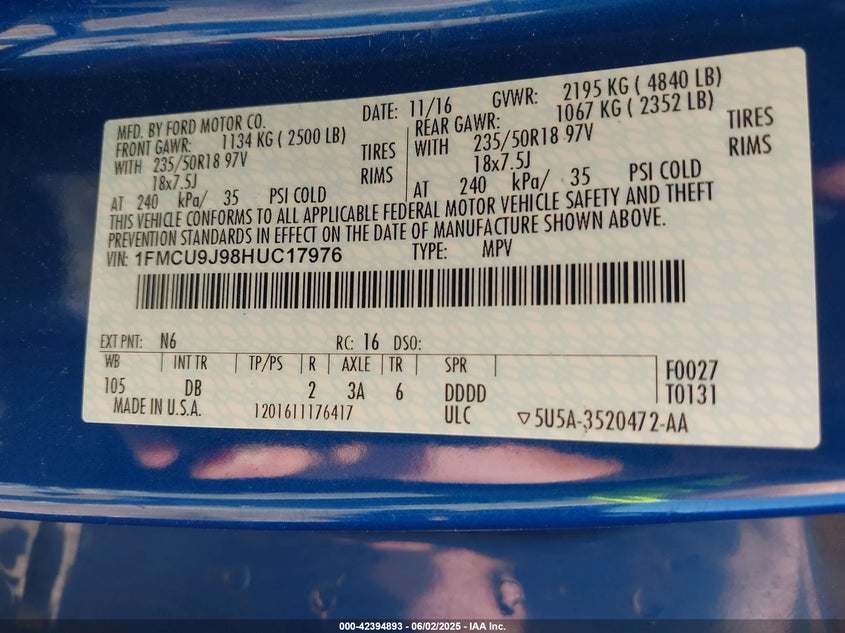 MFD. BY FORD MOTOR CO.
DATE: 11/16 GVWR: 2195 KG ( 4840 LB)
FRONT GAWR: 1134 KG ( 2500 LB)
WITH 235/50R18 97V TIRES
18x7.5J RIMS
AT 240 kPa/ 35 PSI COLD
REAR GAWR: 1067 KG ( 2352 LB)
WITH 235/50R18 97V TIRES
18x7.5J RIMS
AT 240 kPa/ 35 PSI COLD
THIS VEHICLE CONFORMS TO ALL APPLICABLE FEDERAL MOTOR VEHICLE SAFETY AND THEFT
PREVENTION STANDARDS IN EFFECT ON THE DATE OF MANUFACTURE SHOWN ABOVE.
VIN: 1FMCU9J98HUC17976 TYPE: MPV
EXT PNT: N6 RC: 16 DSO:
WB INT TR TP/PS R AXLE TR SPR F0027
105 DB 2 3A 6 DDDD T0131
MADE IN U.S.A. 1201611176417 ULC ▽5U5A-3520472-AA
000-42394893 - 06/02/2025 - IAA Inc.